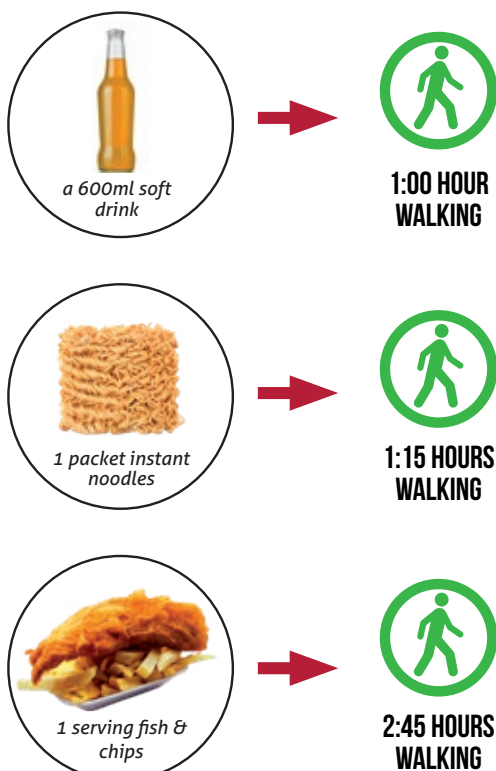 a 600ml soft
drink
1:00 HOUR
WALKING
1 packet instant
noodles
1:15 HOURS
WALKING
1 serving fish &
chips
2:45 HOURS
WALKING